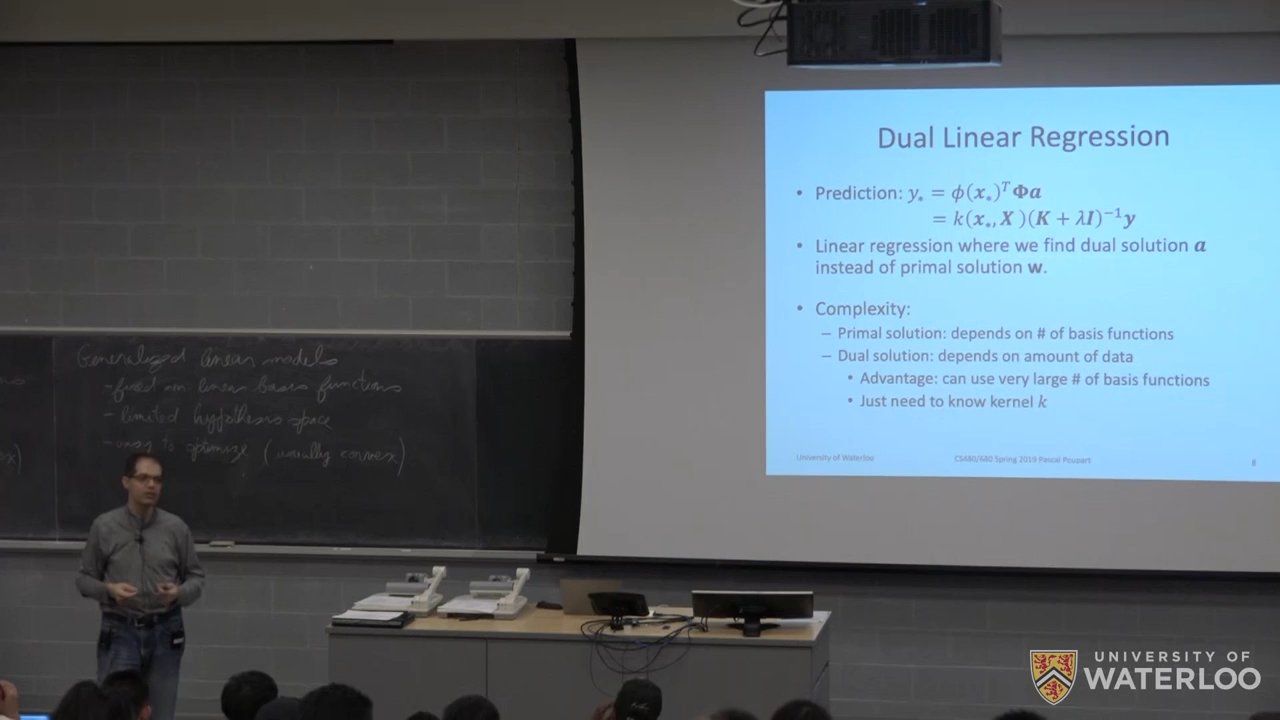 Dual Linear Regression
• Prediction: y* = ϕ(x*)ᵀΦa
= k(x*, X)(K + λI)⁻¹y
• Linear regression where we find dual solution a
instead of primal solution w.
• Complexity:
– Primal solution: depends on # of basis functions
– Dual solution: depends on amount of data
• Advantage: can use very large # of basis functions
• Just need to know kernel k
University of Waterloo CS480/680 Spring 2019 Pascal Poupart 8
Generalized linear models
- fixed non linear basis functions
- limited hypothesis space
- easy to optimize (usually convex)
UNIVERSITY OF
WATERLOO